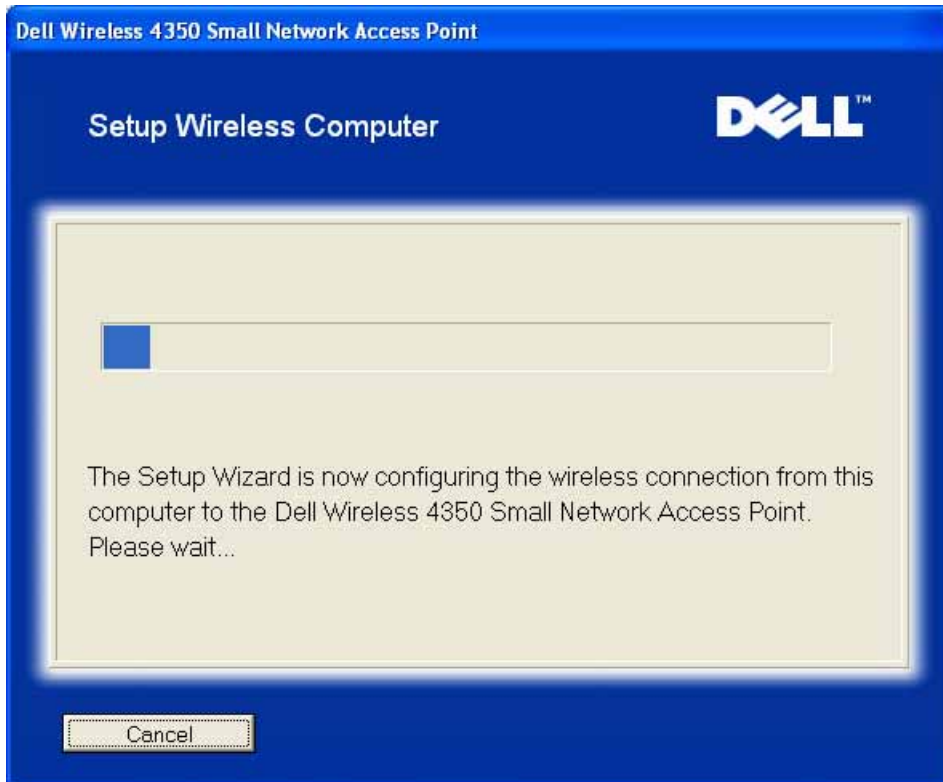 Dell Wireless 4350 Small Network Access Point
Setup Wireless Computer
DELL™
The Setup Wizard is now configuring the wireless connection from this
computer to the Dell Wireless 4350 Small Network Access Point.
Please wait...
Cancel